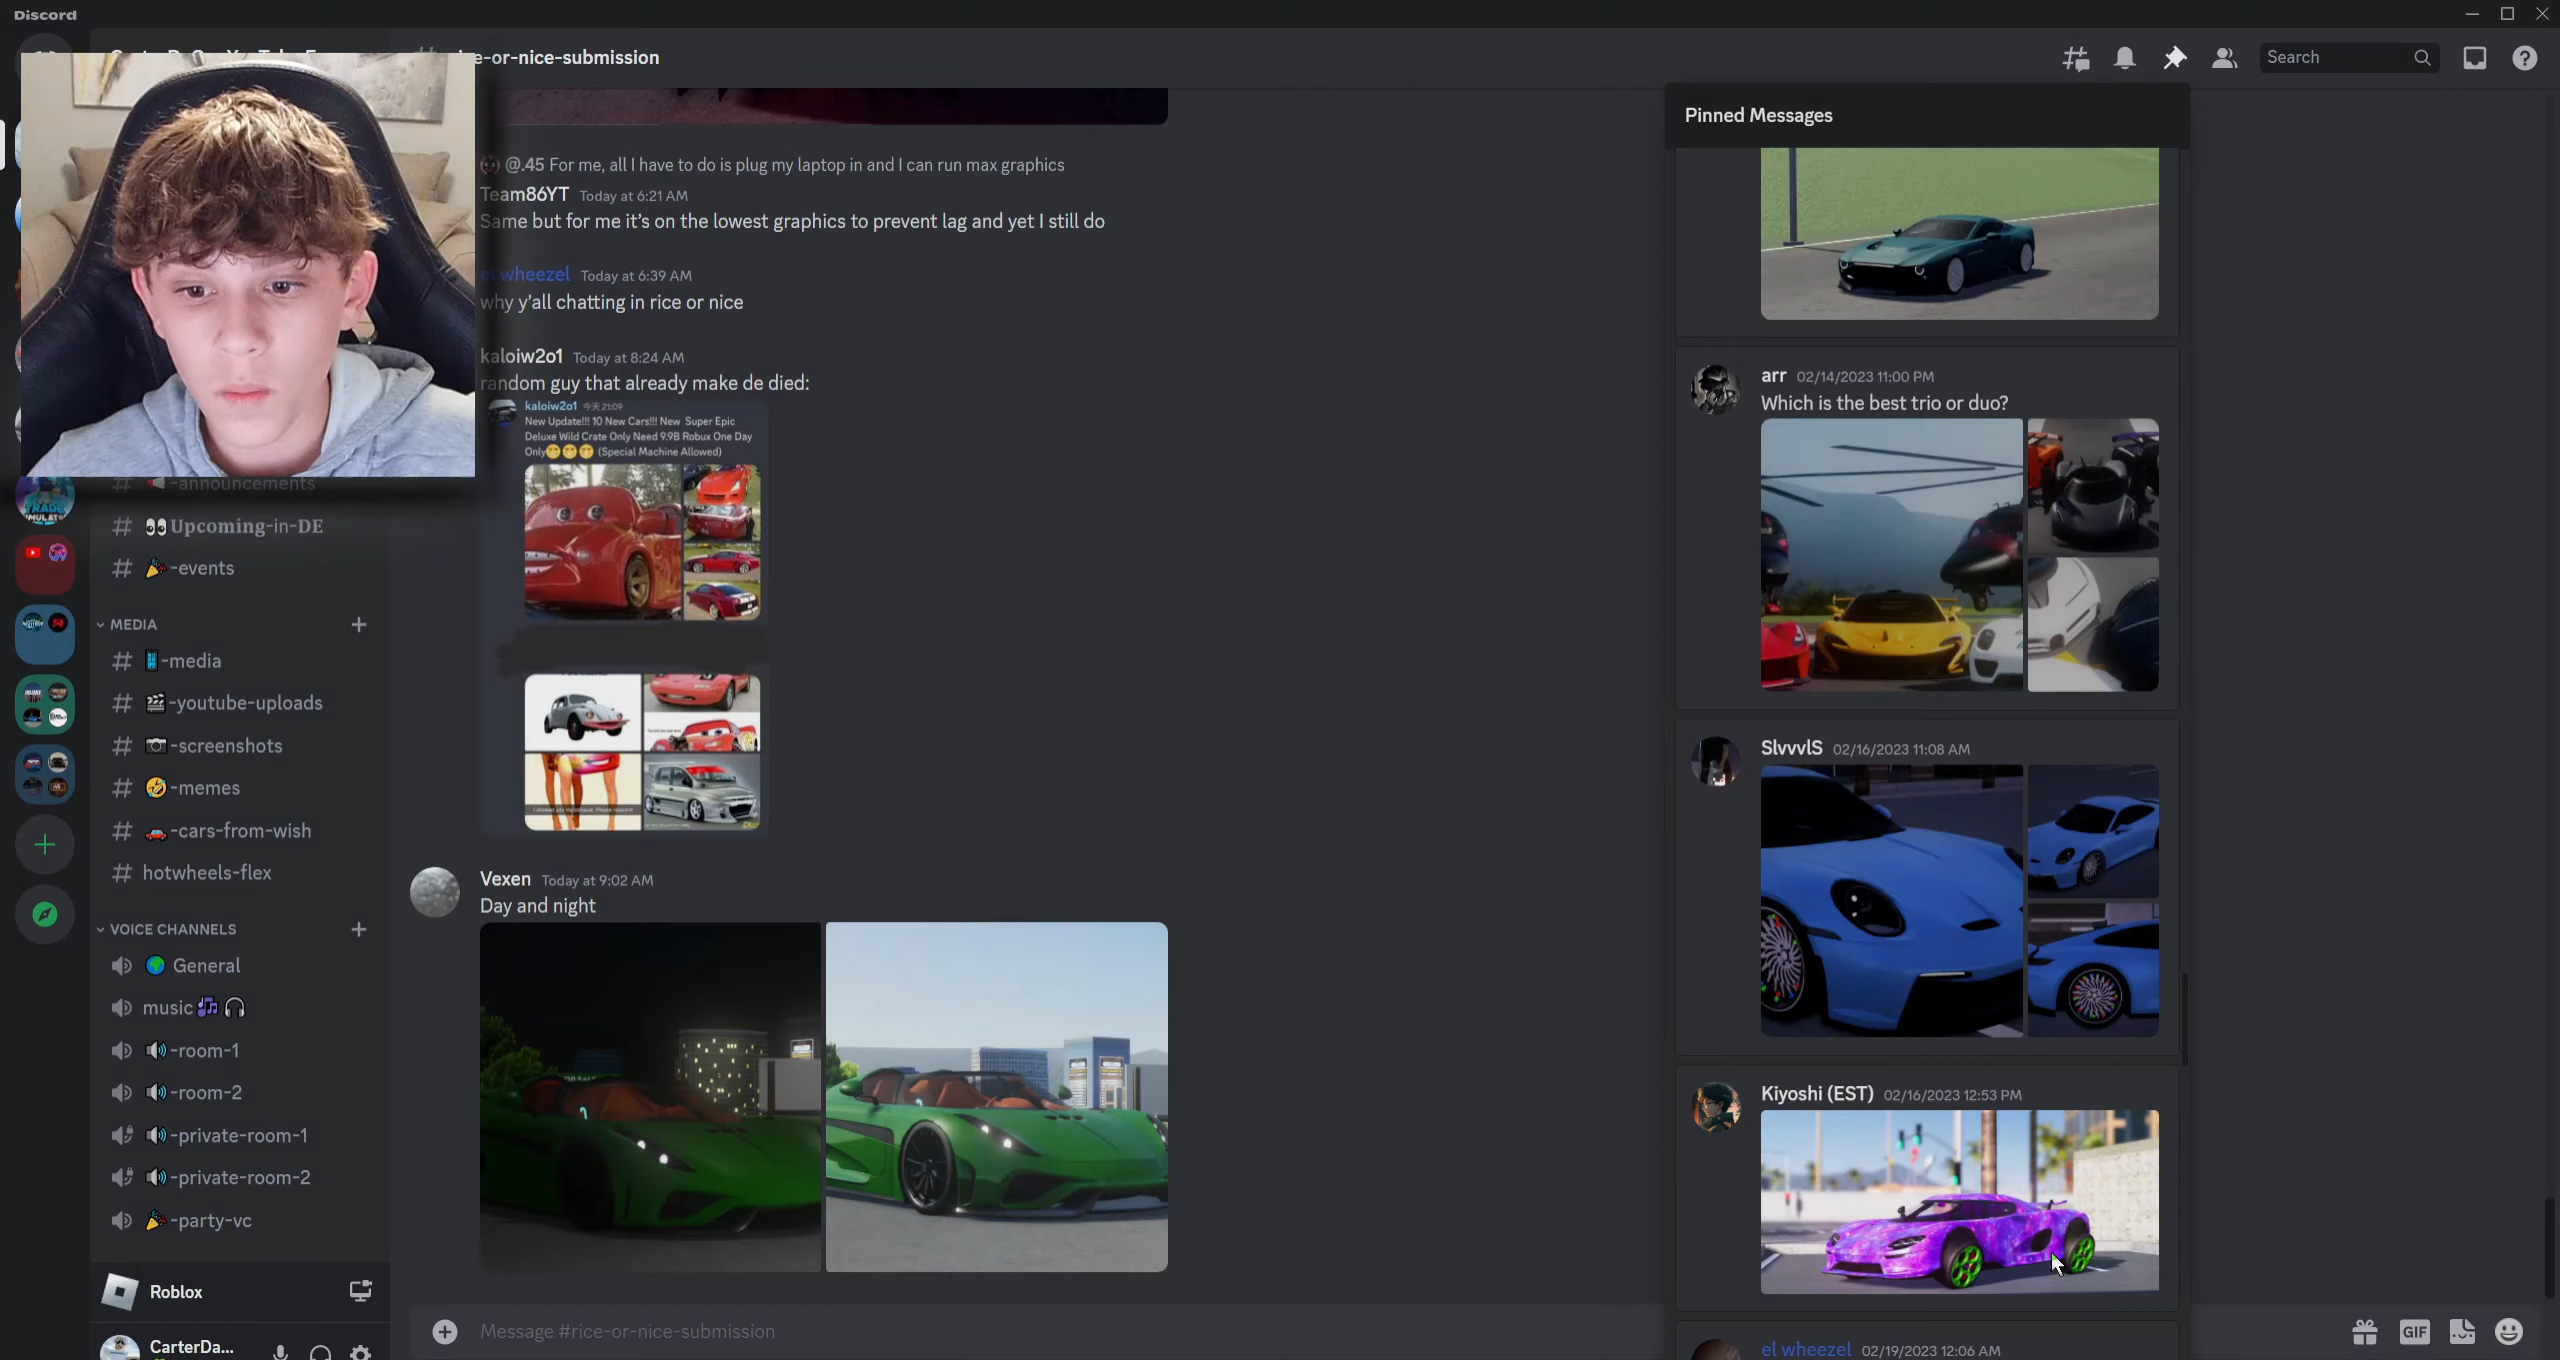 Discord
e-or-nice-submission
Search
@.45 For me, all I have to do is plug my laptop in and I can run max graphics
Team86YT Today at 6:21 AM
Same but for me it's on the lowest graphics to prevent lag and yet I still do
el wheezel Today at 6:39 AM
why y'all chatting in rice or nice
kaloiw2o1 Today at 8:24 AM
random guy that already make de died:
kaloiw2o1 今天 21:09
New Update!!! 10 New Cars!!! New Super Epic
Deluxe Wild Crate Only Need 9.9B Robux One Day
Only😁😁😁 (Special Machine Allowed)
Vexen Today at 9:02 AM
Day and night
Message #rice-or-nice-submission
-announcements
Upcoming-in-DE
-events
MEDIA
-media
-youtube-uploads
-screenshots
-memes
-cars-from-wish
hotwheels-flex
VOICE CHANNELS
General
music
-room-1
-room-2
-private-room-1
-private-room-2
-party-vc
Roblox
CarterDa...
Pinned Messages
arr 02/14/2023 11:00 PM
Which is the best trio or duo?
SlvvvlS 02/16/2023 11:08 AM
Kiyoshi (EST) 02/16/2023 12:53 PM
el wheezel 02/19/2023 12:06 AM
GIF